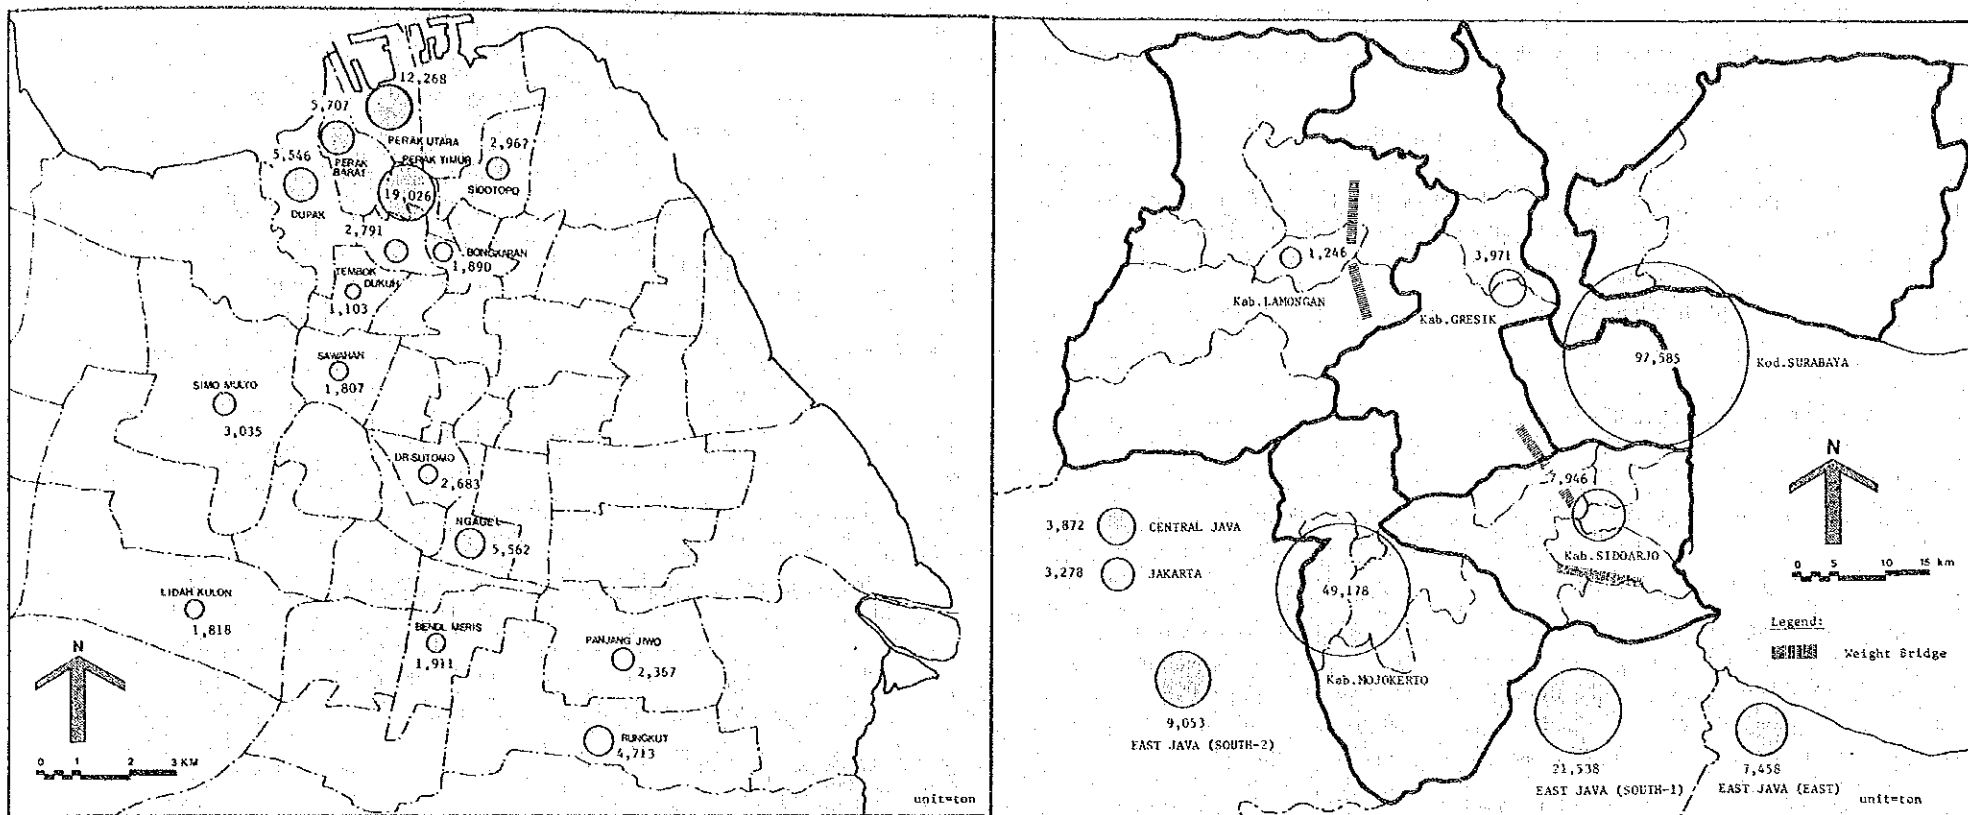 12,268
5,707
PERAK UTARA
PERAK TIMUR
2,967
5,546
PERAK
BARAT
SIDOTOPO
19,026
DUPAK
2,791
BONGKARAN
1,890
TEMBOK
DUKUH
1,103
SAWAHAN
1,807
SIMO MULYO
3,035
DR SUTOMO
2,683
NGAGEL
5,562
LIDAH KULON
1,818
BENDL MERIS
1,911
PANJANG JIWO
2,367
RUNGKUT
4,713
N
0 1 2 3 KM
unit=ton
1,246
3,971
Kab.LAMONGAN
Kab.GRESIK
97,585
Kod.SURABAYA
7,946
Kab.SIDOARJO
3,872 CENTRAL JAVA
3,278 JAKARTA
49,178
Kab.MOJOKERTO
N
0 5 10 15 km
Legend:
Weight Bridge
9,053
EAST JAVA (SOUTH-2)
21,538
EAST JAVA (SOUTH-1)
7,458
EAST JAVA (EAST)
unit=ton